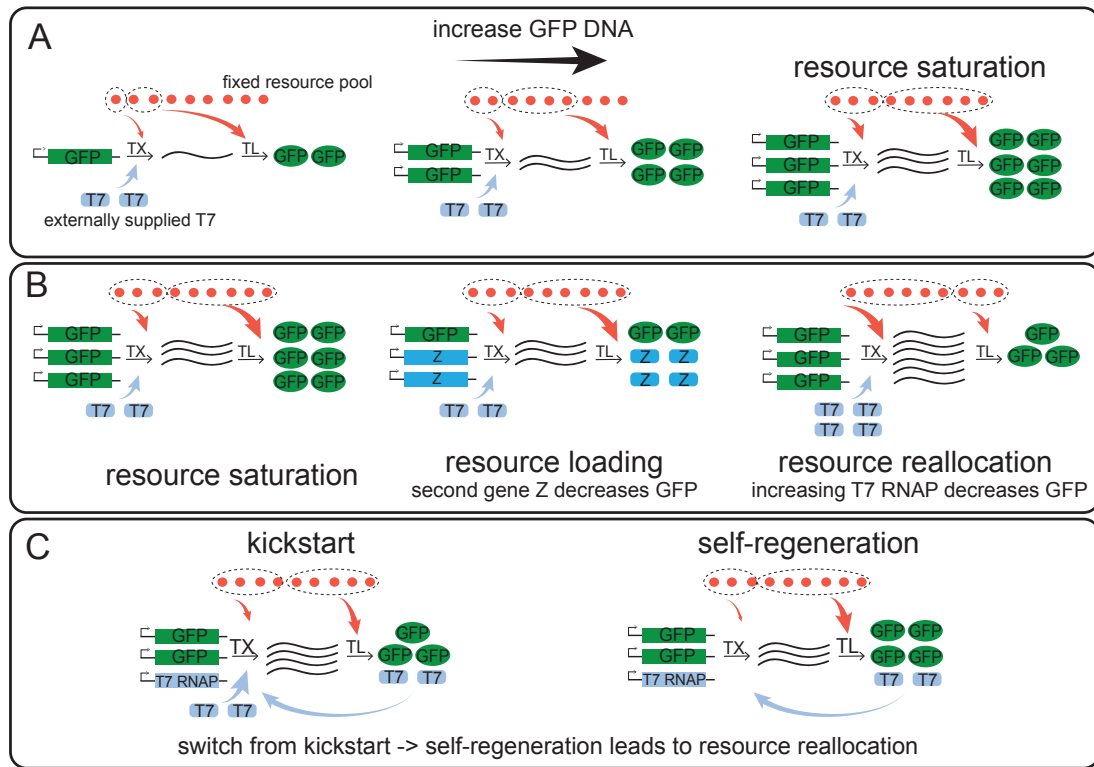 A
increase GFP DNA
fixed resource pool
resource saturation
GFP
TX
TL
GFP GFP
T7 T7
externally supplied T7
GFP
GFP
TX
TL
GFP GFP
GFP GFP
T7 T7
GFP
GFP
GFP
TX
TL
GFP GFP
GFP GFP
GFP GFP
T7 T7
B
GFP
GFP
GFP
TX
TL
GFP GFP
GFP GFP
GFP GFP
T7 T7
resource saturation
GFP
Z
Z
TX
TL
GFP GFP
Z Z
Z Z
T7 T7
resource loading
second gene Z decreases GFP
GFP
GFP
GFP
TX
TL
GFP
GFP GFP
T7 T7
T7 T7
resource reallocation
increasing T7 RNAP decreases GFP
C
kickstart
GFP
GFP
T7 RNAP
TX
TL
GFP
GFP GFP
T7 T7
T7 T7
self-regeneration
GFP
GFP
T7 RNAP
TX
TL
GFP GFP
GFP GFP
T7 T7
switch from kickstart -> self-regeneration leads to resource reallocation